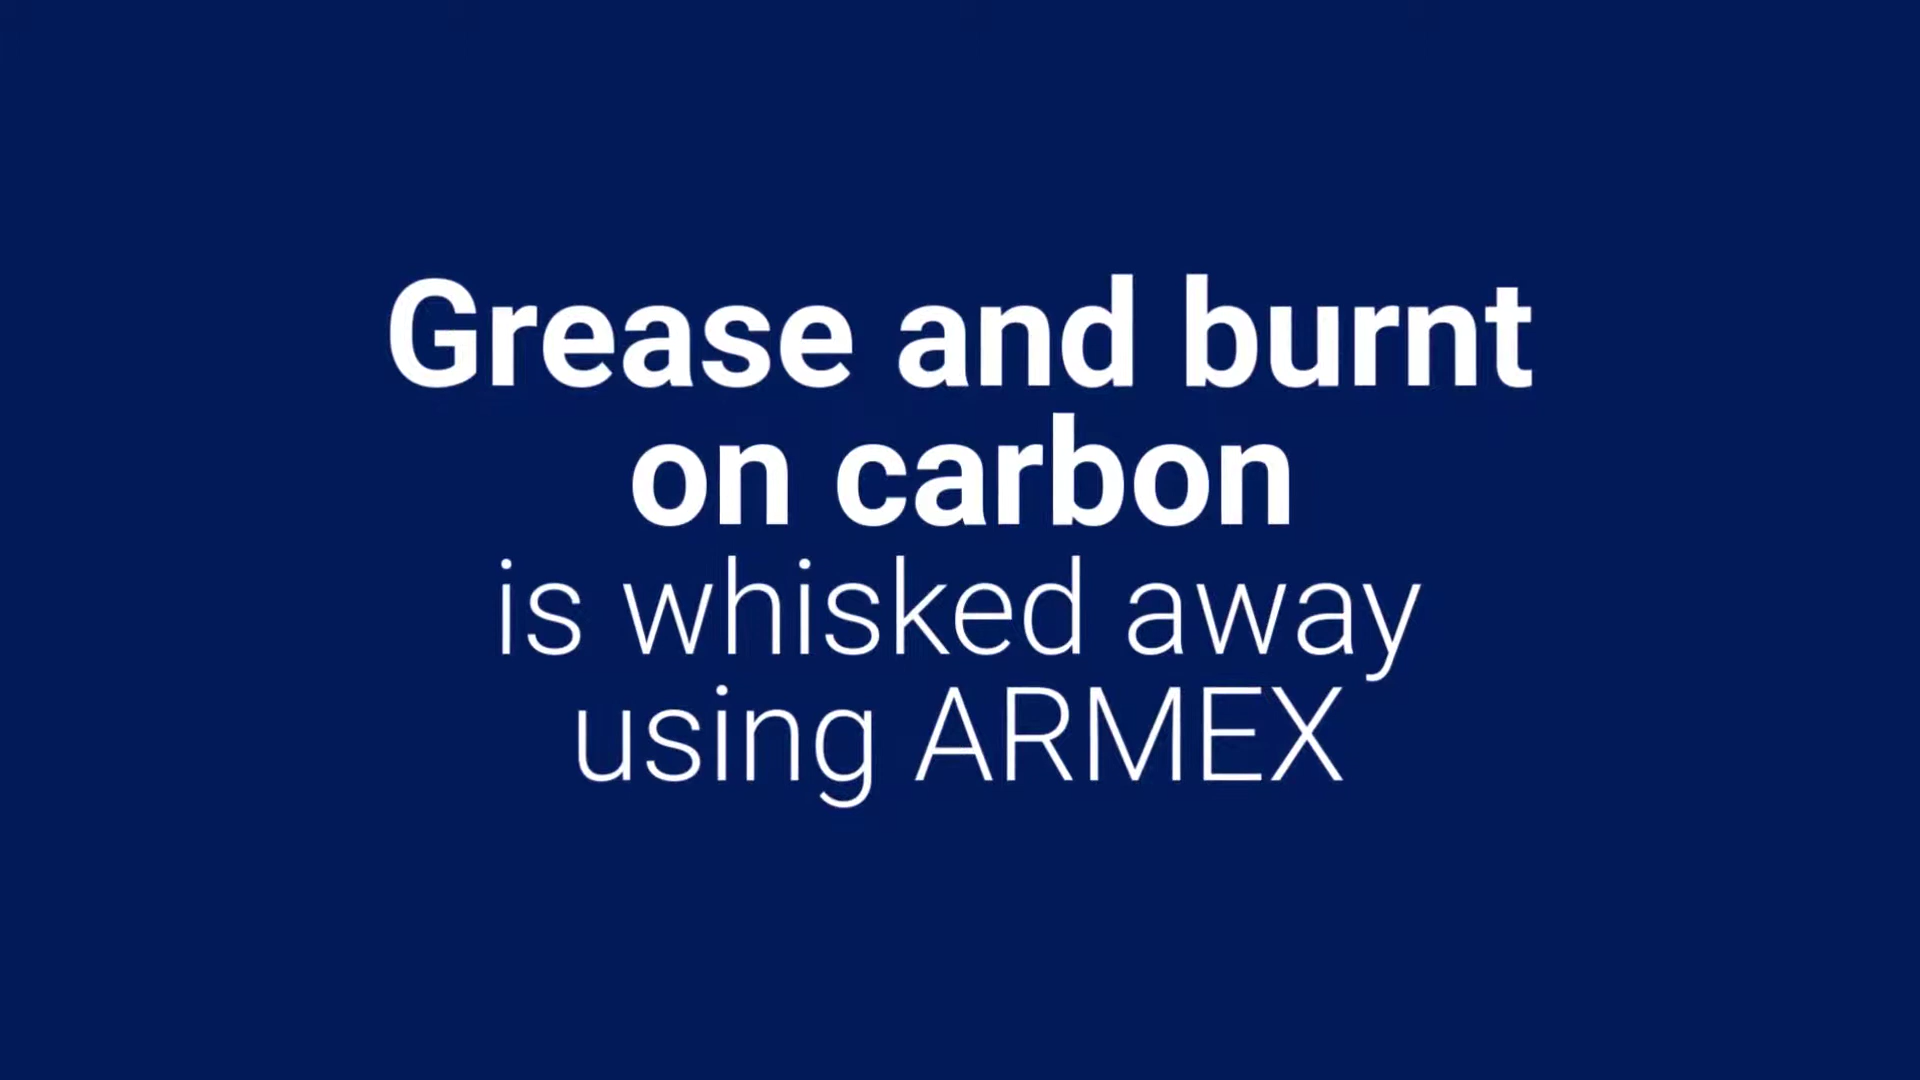 Grease and burnt
on carbon
is whisked away
using ARMEX